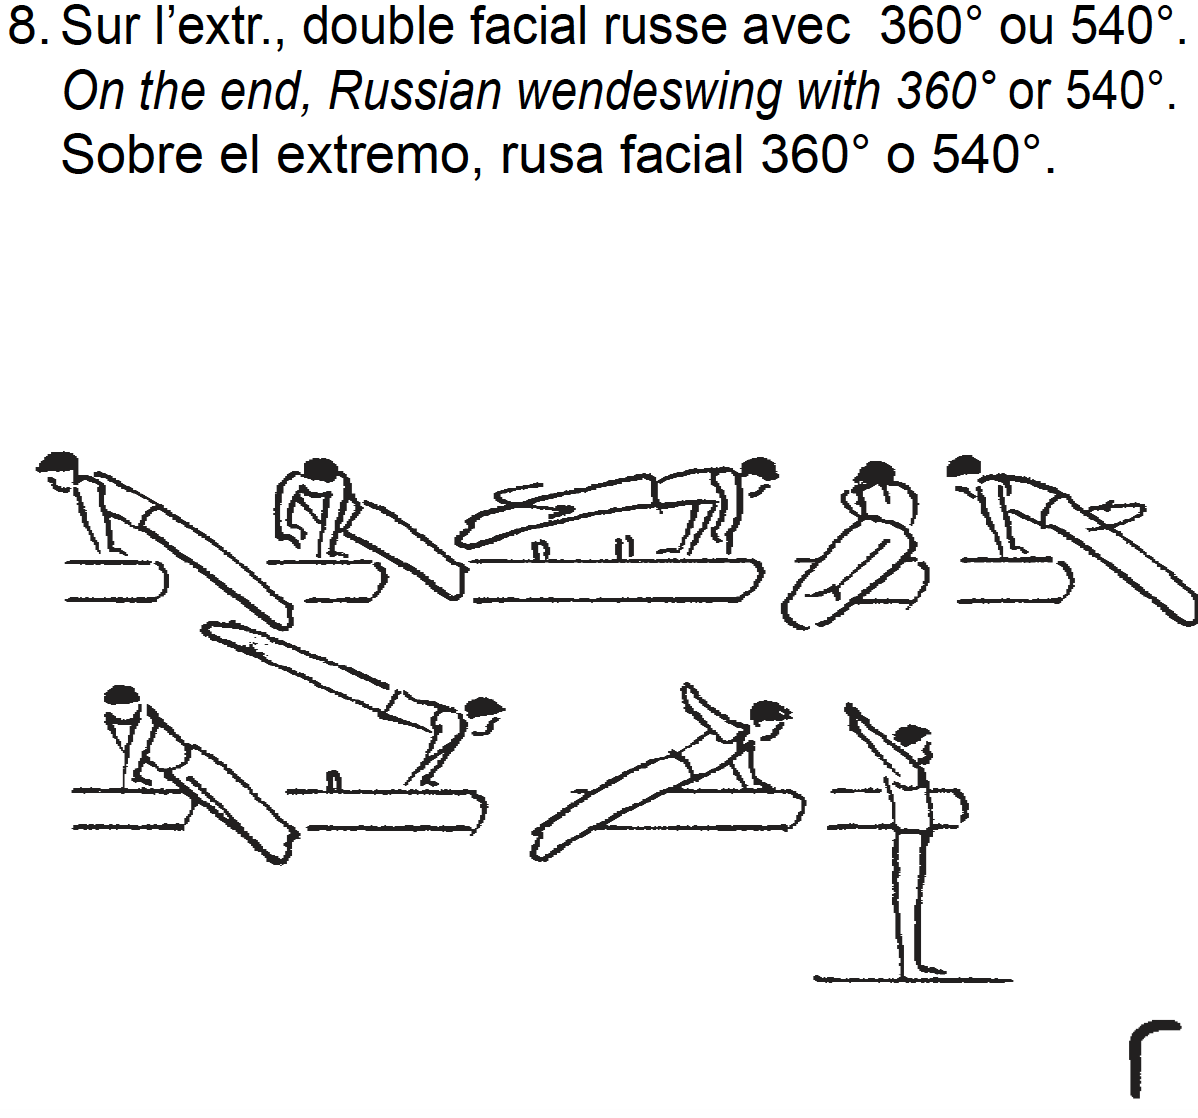 8. Sur l’extr., double facial russe avec  360° ou 540°.
On the end, Russian wendeswing with 360° or 540°.
Sobre el extremo, rusa facial 360° o 540°.